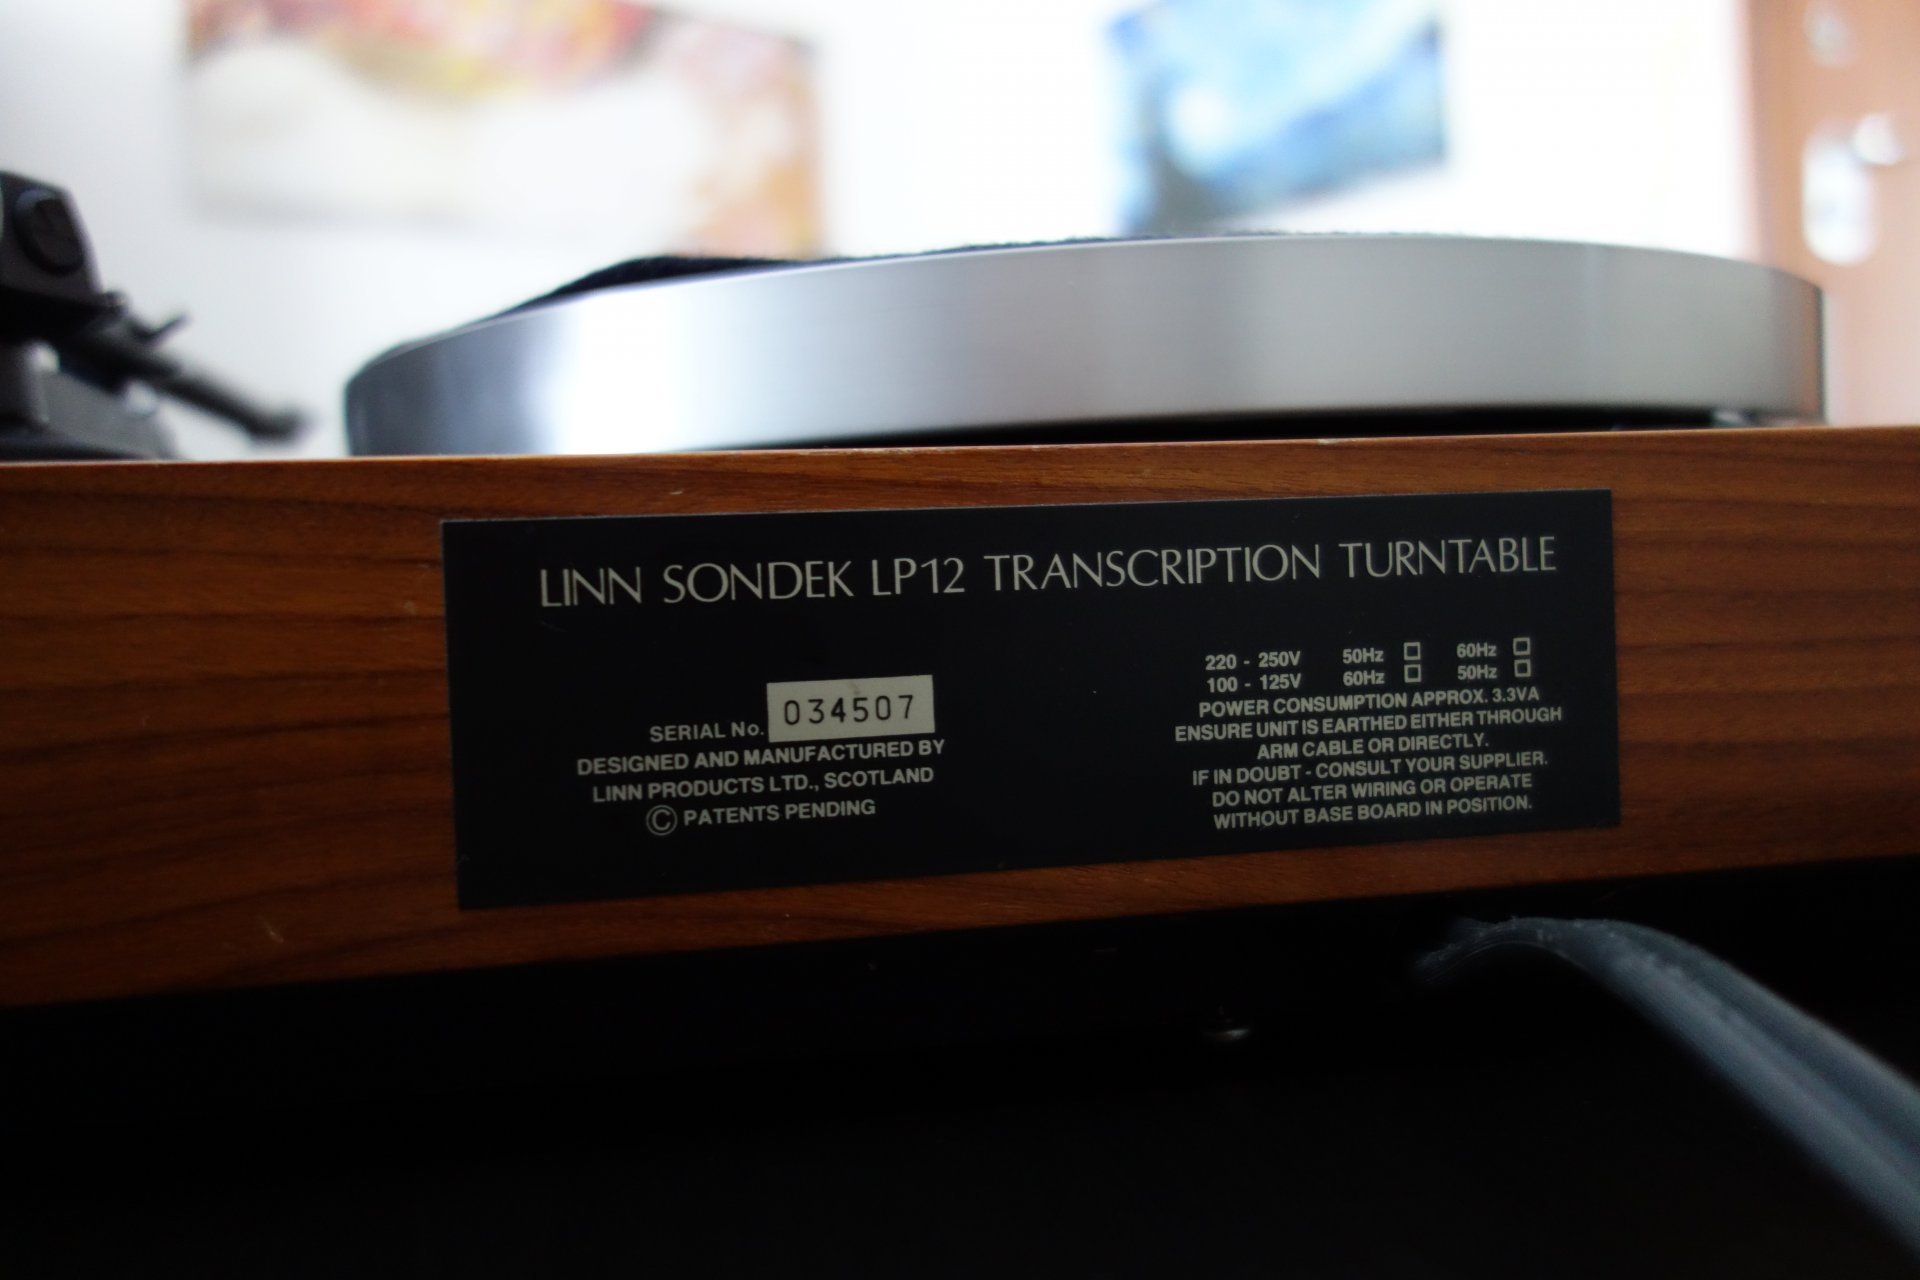 LINN SONDEK LP12 TRANSCRIPTION TURNTABLE
SERIAL No. 034507
DESIGNED AND MANUFACTURED BY
LINN PRODUCTS LTD., SCOTLAND
© PATENTS PENDING
220 - 250V 50Hz □ 60Hz □
100 - 125V 60Hz □ 50Hz □
POWER CONSUMPTION APPROX. 3.3VA
ENSURE UNIT IS EARTHED EITHER THROUGH
ARM CABLE OR DIRECTLY.
IF IN DOUBT - CONSULT YOUR SUPPLIER.
DO NOT ALTER WIRING OR OPERATE
WITHOUT BASE BOARD IN POSITION.